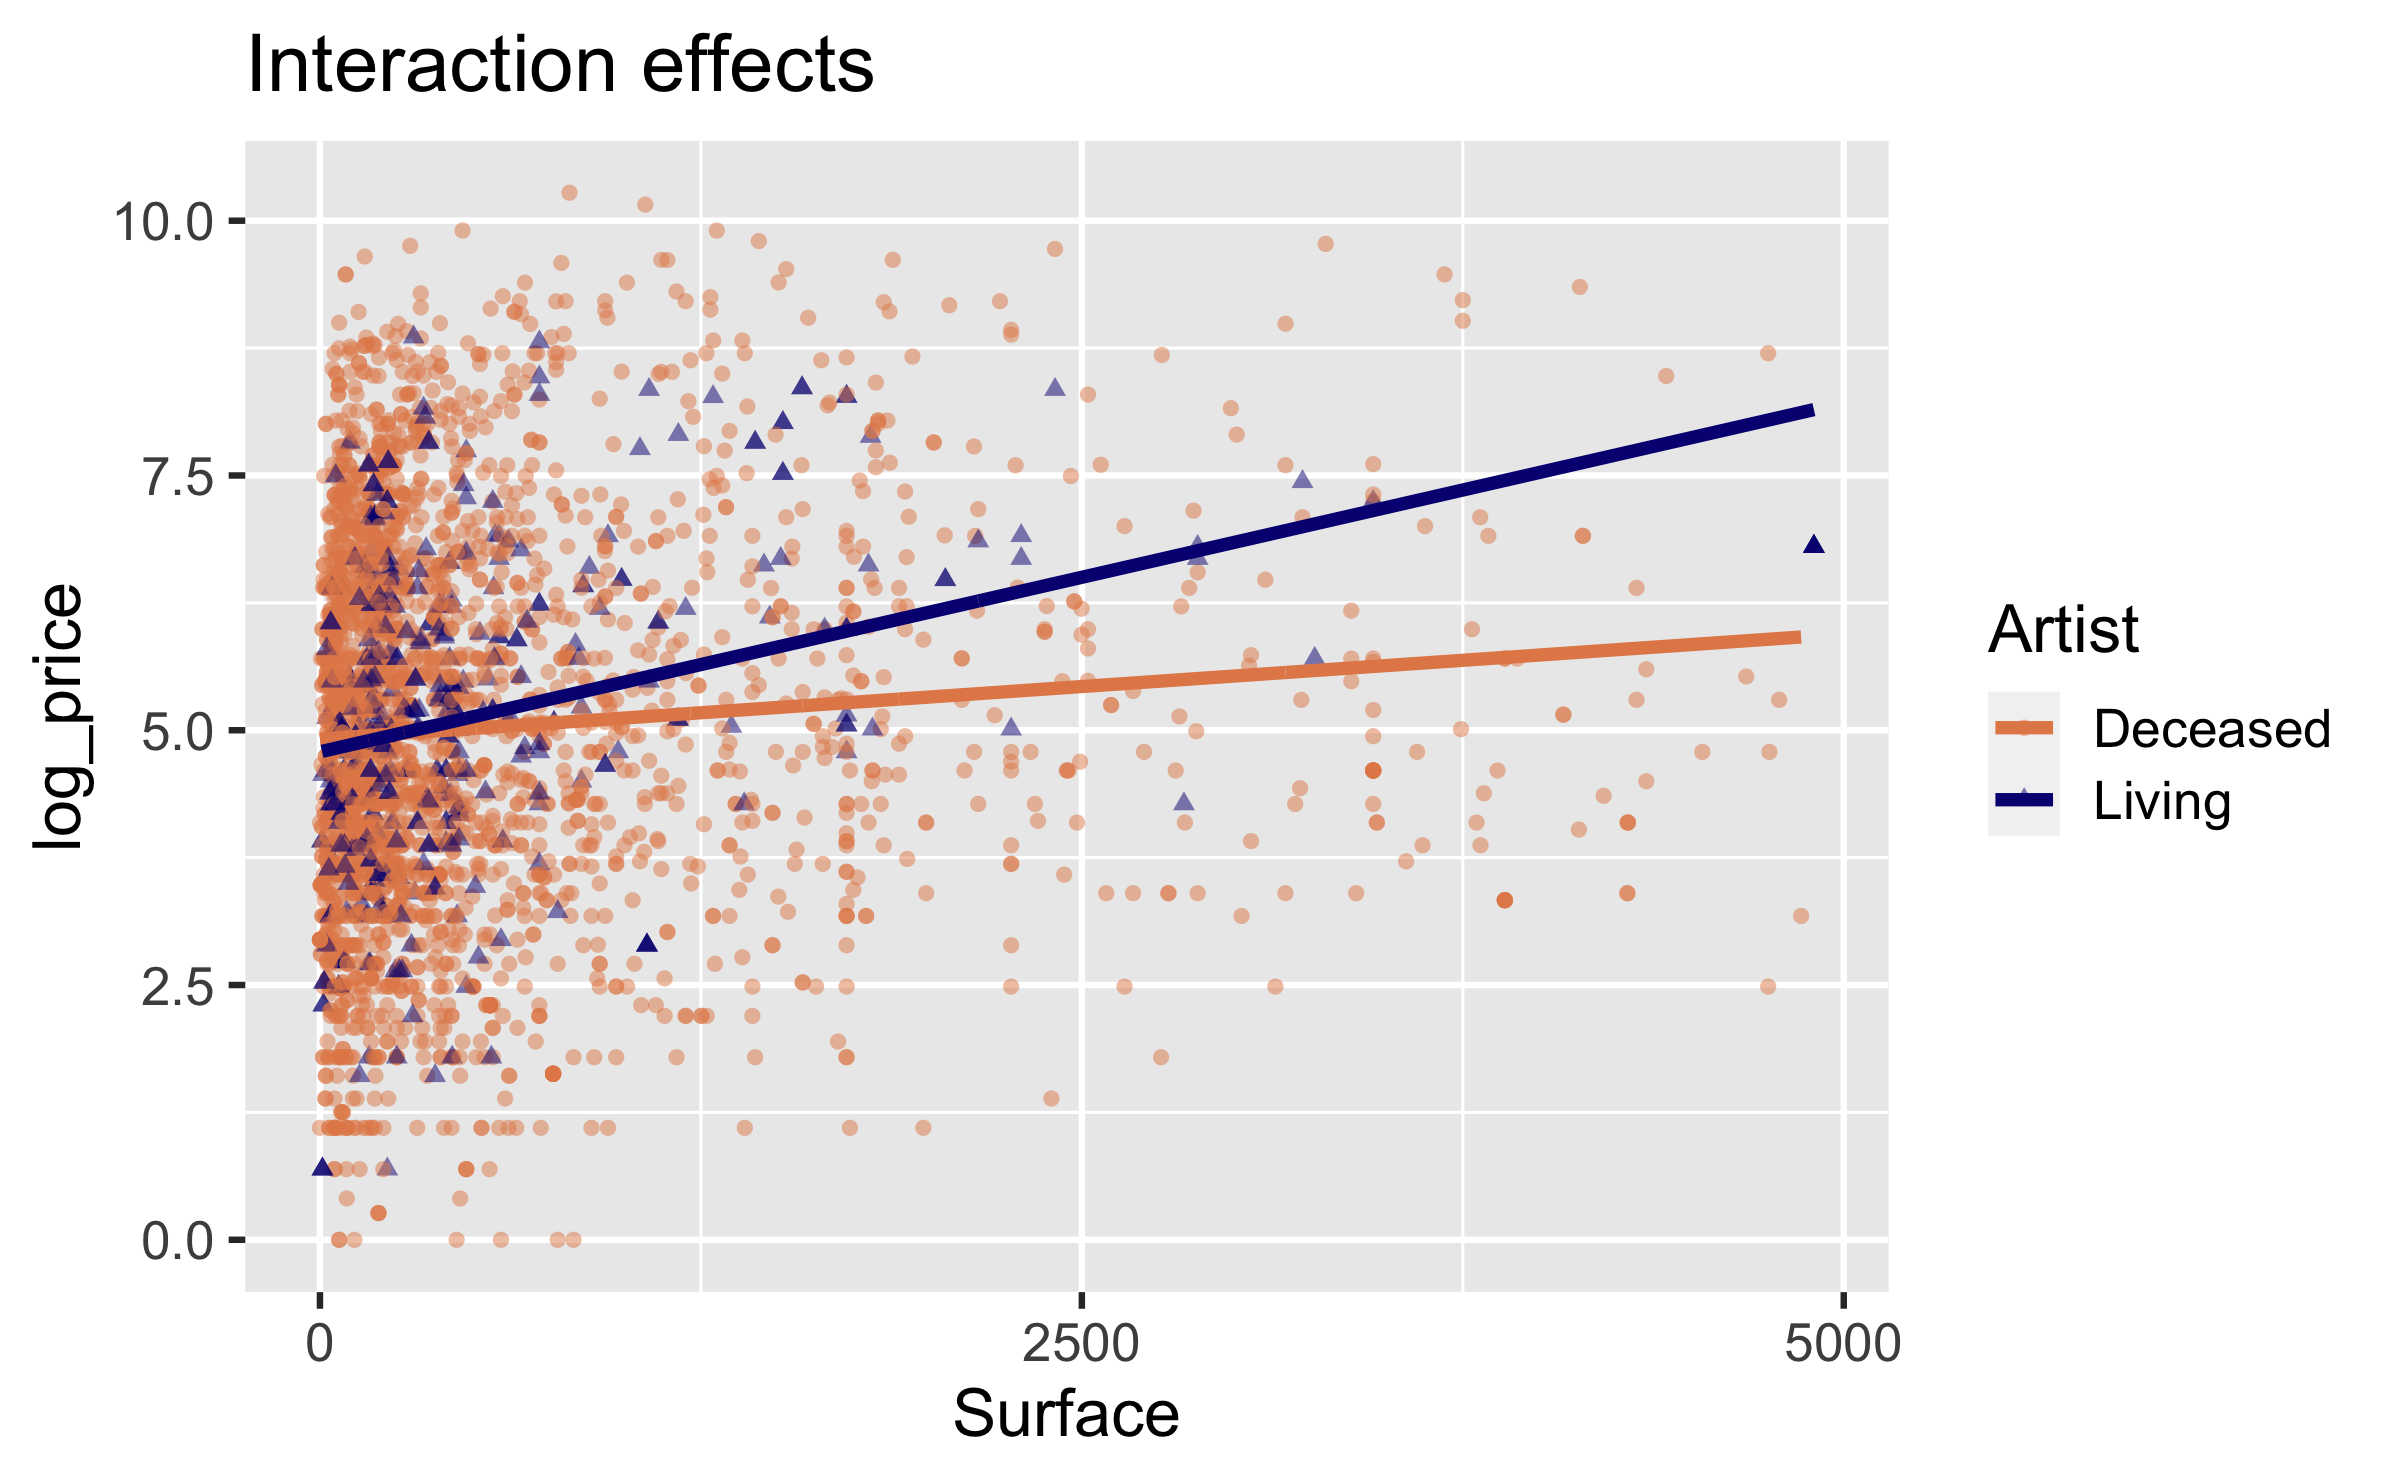 Interaction effects
10.0
7.5
5.0
2.5
0.0
log_price
0
2500
5000
Surface
Artist
Deceased
Living